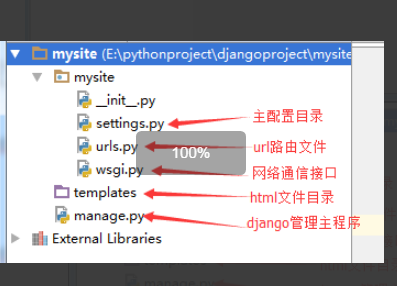 mysite (E:\pythonproject\djangoproject\mysite
mysite
__init__.py
settings.py 主配置目录
urls.py url路由文件
100%
wsgi.py 网络通信接口
templates html文件目录
manage.py django管理主程序
External Libraries